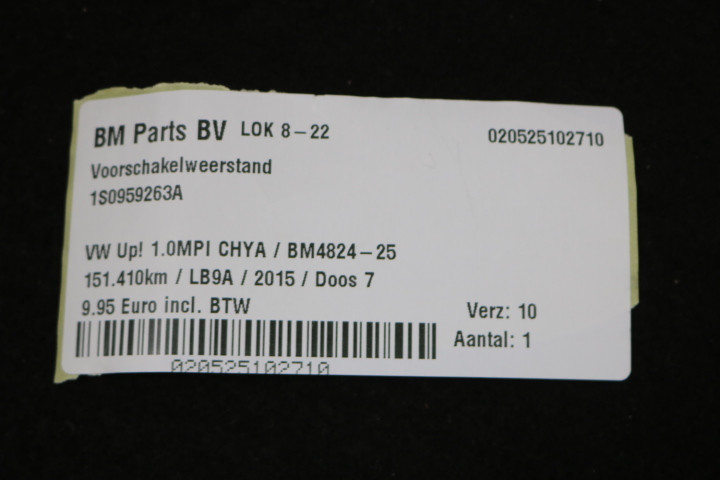 BM Parts BV LOK 8-22 020525102710
Voorschakelweerstand
1S0959263A
VW Up! 1.0MPI CHYA / BM4824-25
151.410km / LB9A / 2015 / Doos 7
9.95 Euro incl. BTW Verz: 10
Aantal: 1
020525102710